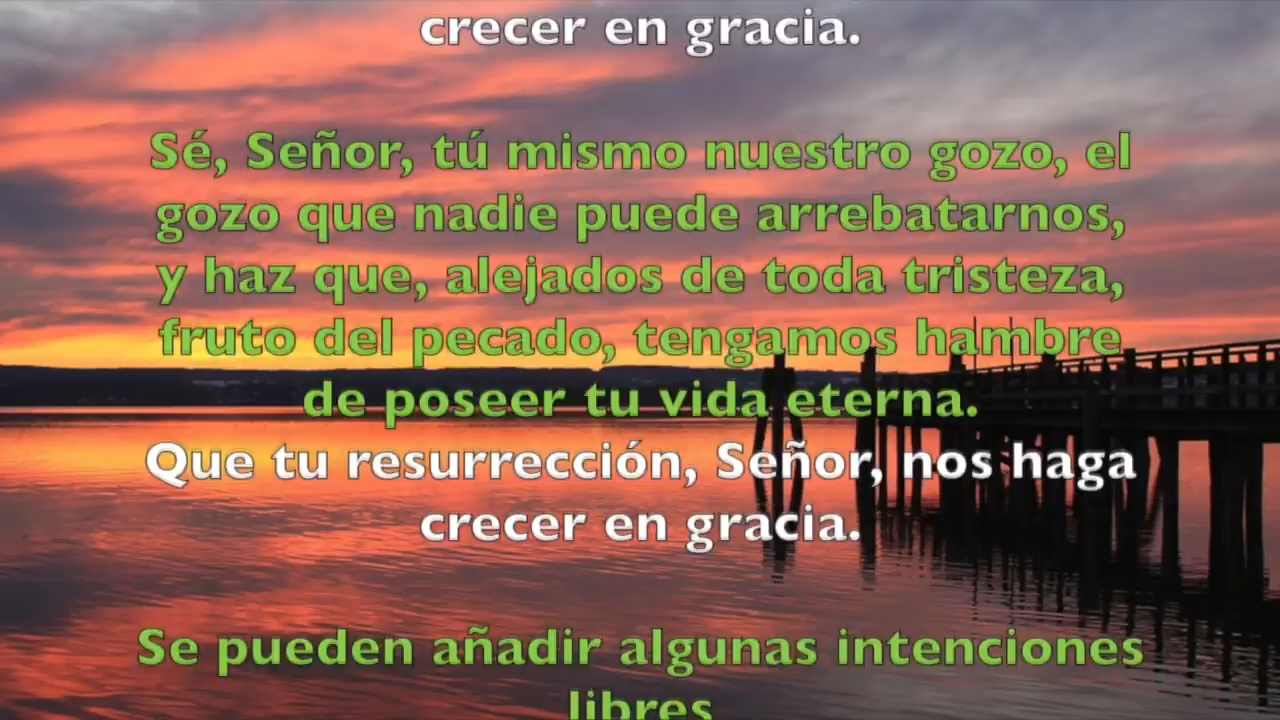 crecer en gracia.
Sé, Señor, tú mismo nuestro gozo, el
gozo que nadie puede arrebatarnos,
y haz que, alejados de toda tristeza,
fruto del pecado, tengamos hambre
de poseer tu vida eterna.
Que tu resurrección, Señor, nos haga
crecer en gracia.
Se pueden añadir algunas intenciones
libres